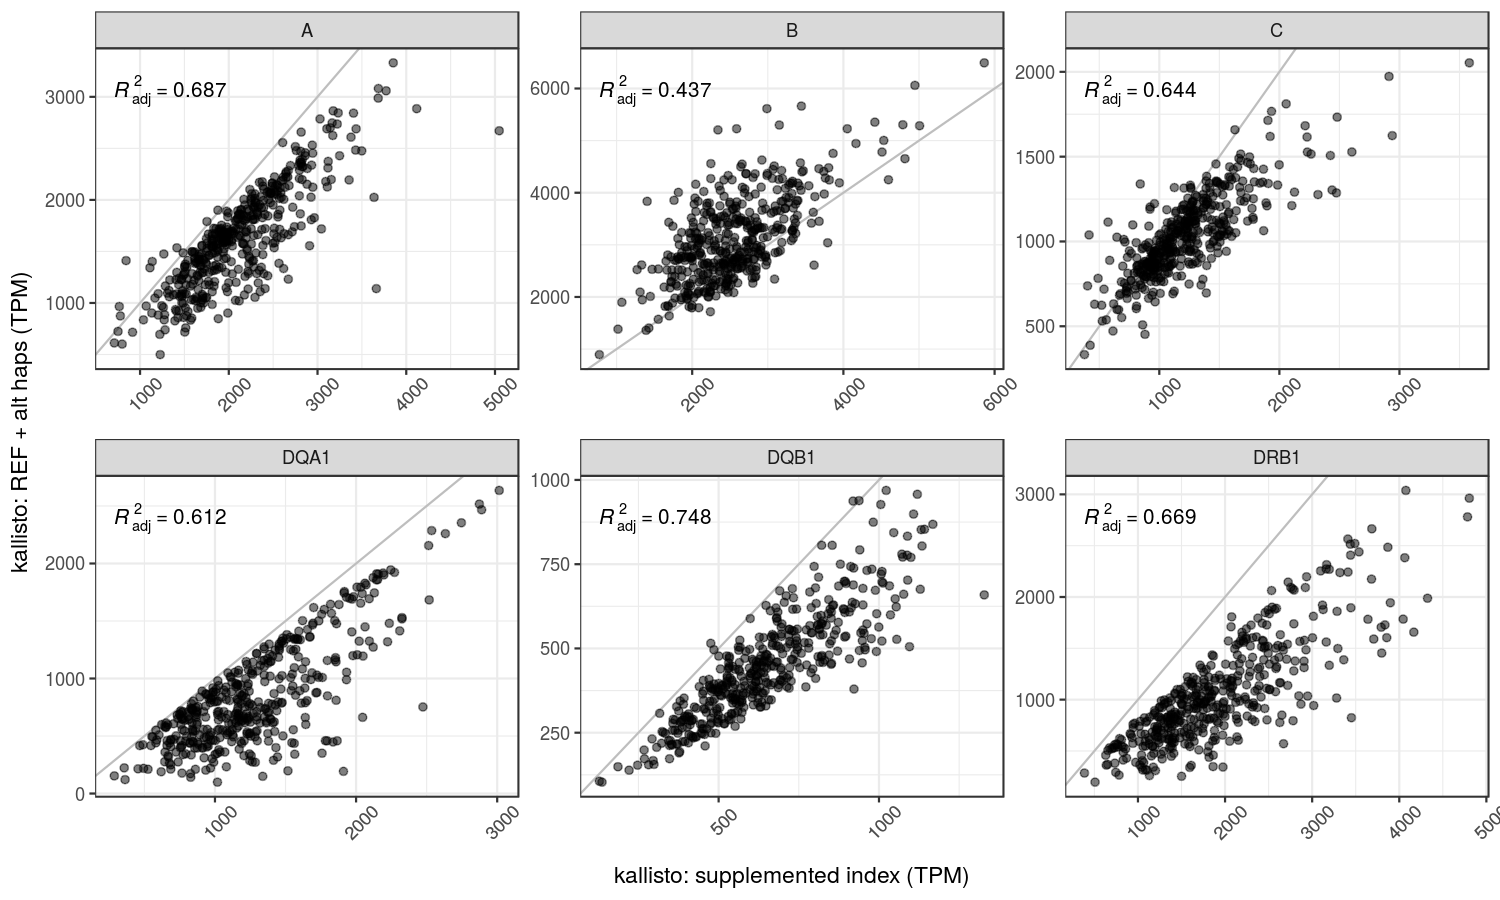 A
B
C
R²adj = 0.687
R²adj = 0.437
R²adj = 0.644
3000
2000
1000
6000
4000
2000
2000
1500
1000
500
1000
2000
3000
4000
5000
2000
4000
6000
1000
2000
3000
DQA1
DQB1
DRB1
R²adj = 0.612
R²adj = 0.748
R²adj = 0.669
2000
1000
0
1000
750
500
250
3000
2000
1000
1000
2000
3000
500
1000
1000
2000
3000
4000
5000
kallisto: REF + alt haps (TPM)
kallisto: supplemented index (TPM)